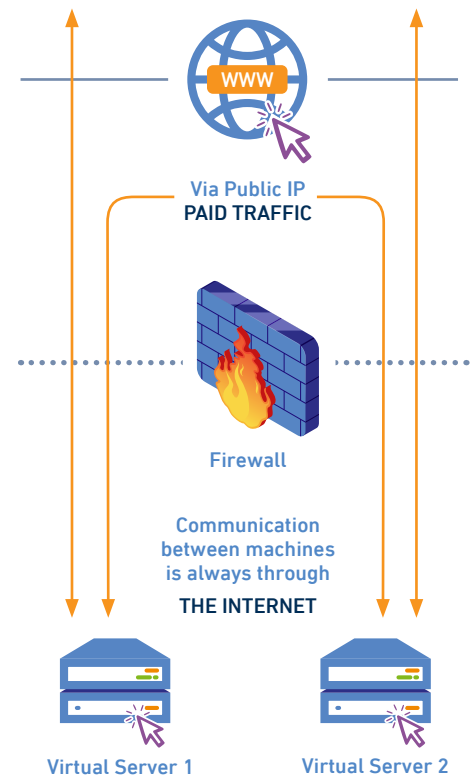 WWW
Via Public IP
PAID TRAFFIC
Firewall
Communication
between machines
is always through
THE INTERNET
Virtual Server 1
Virtual Server 2